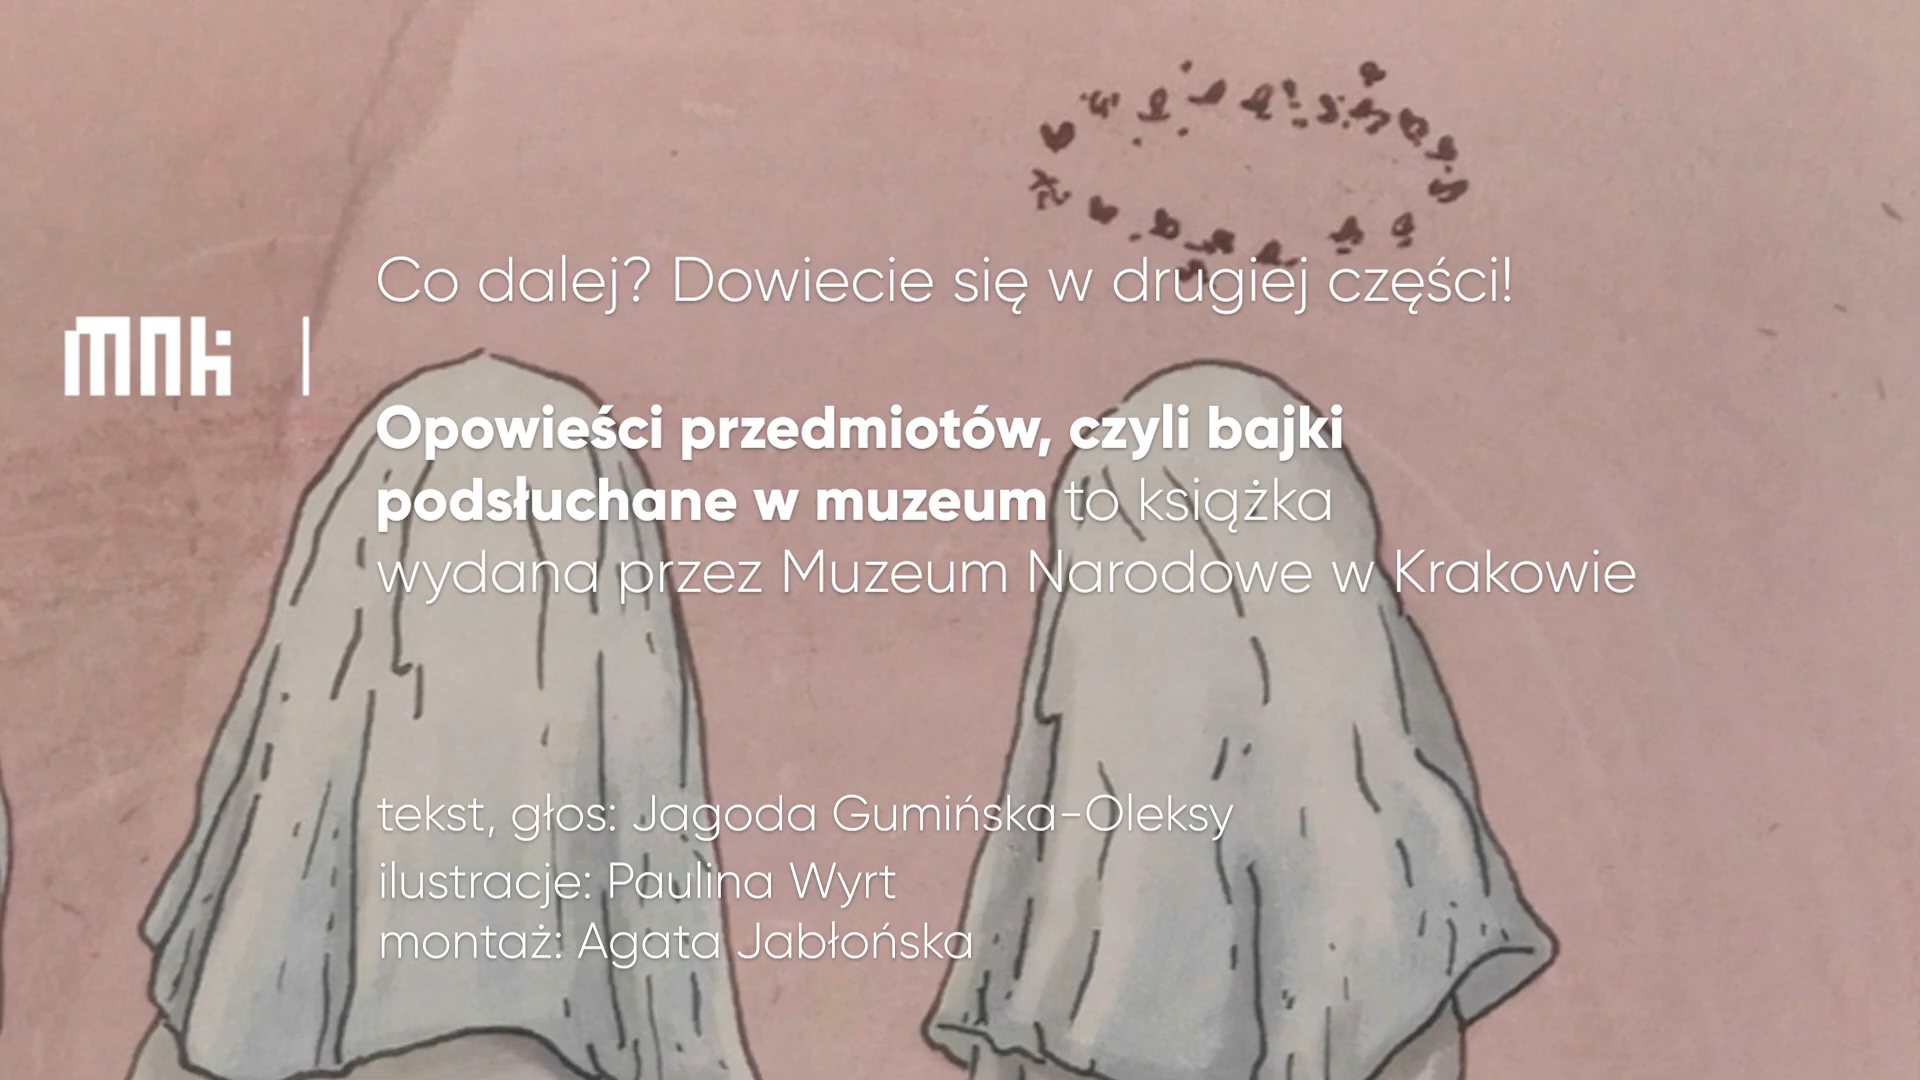 Co dalej? Dowiecie się w drugiej części!
mnk
Opowieści przedmiotów, czyli bajki
podsłuchane w muzeum to książka
wydana przez Muzeum Narodowe w Krakowie
tekst, głos: Jagoda Gumińska-Oleksy
ilustracje: Paulina Wyrt
montaż: Agata Jabłońska